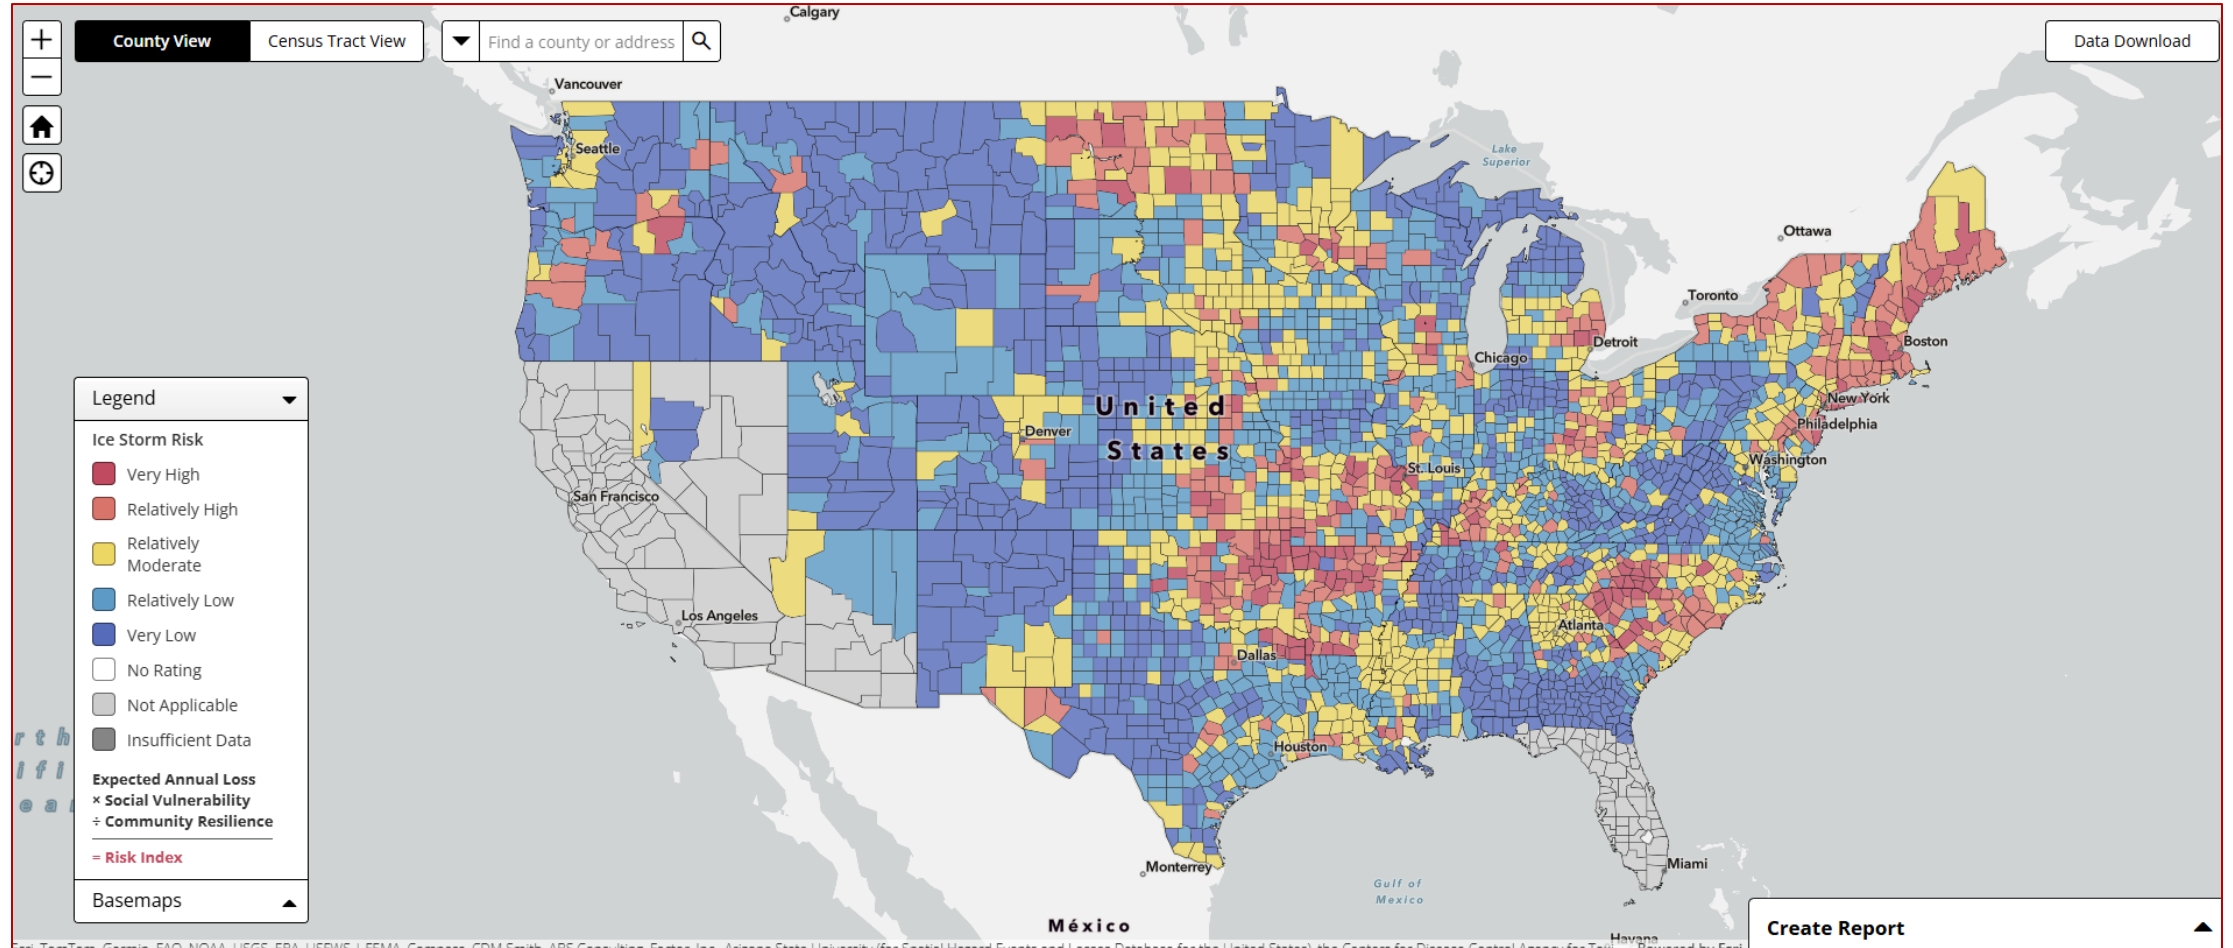 Calgary
County View
Census Tract View
Find a county or address
Data Download
Vancouver
Seattle
Lake
Superior
Ottawa
Toronto
Boston
Detroit
Chicago
New York
Philadelphia
United
States
Denver
St. Louis
Washington
San Francisco
Los Angeles
Atlanta
Dallas
Houston
Miami
Monterrey
Gulf of
Mexico
México
Havana
Legend
Ice Storm Risk
Very High
Relatively High
Relatively
Moderate
Relatively Low
Very Low
No Rating
Not Applicable
Insufficient Data
Expected Annual Loss
× Social Vulnerability
÷ Community Resilience
= Risk Index
Basemaps
Create Report